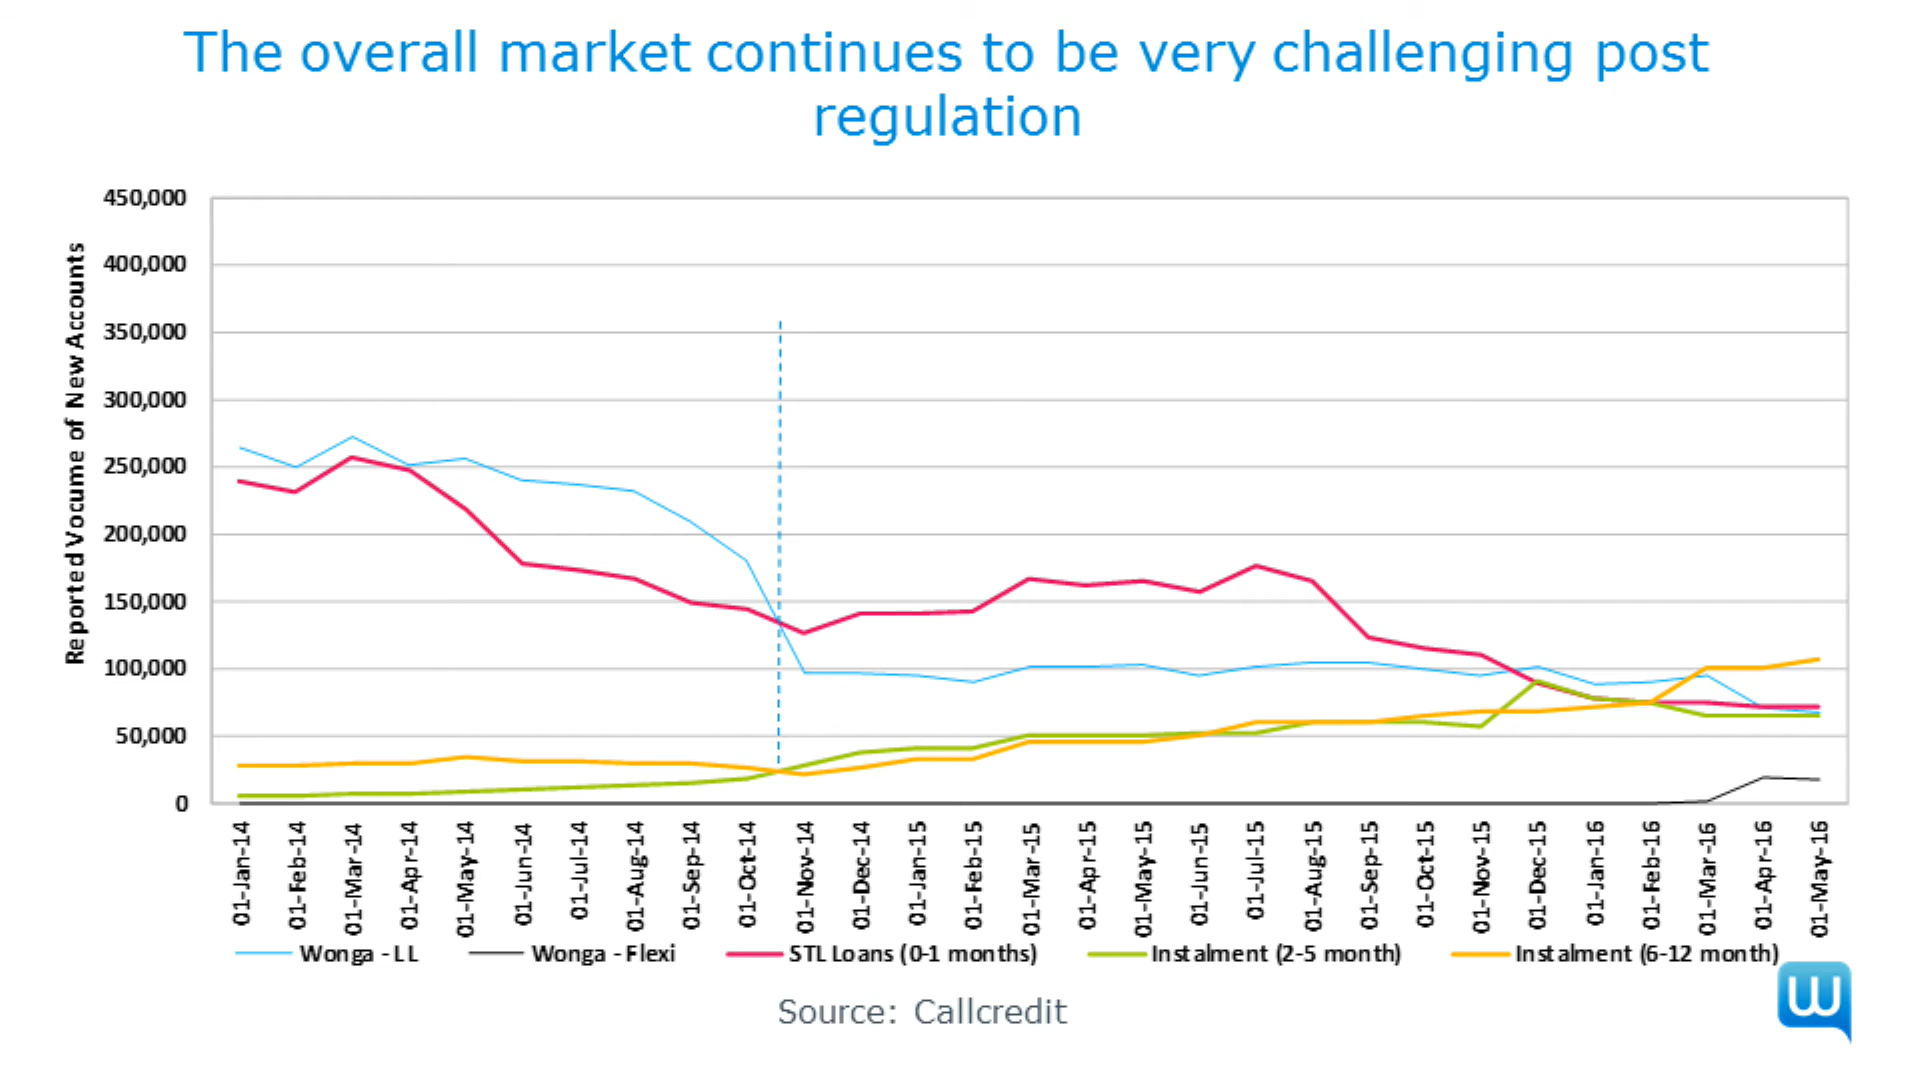 The overall market continues to be very challenging post
regulation
Reported Vocume of New Accounts
450,000
400,000
350,000
300,000
250,000
200,000
150,000
100,000
50,000
0
01-Jan-14
01-Feb-14
01-Mar-14
01-Apr-14
01-May-14
01-Jun-14
01-Jul-14
01-Aug-14
01-Sep-14
01-Oct-14
01-Nov-14
01-Dec-14
01-Jan-15
01-Feb-15
01-Mar-15
01-Apr-15
01-May-15
01-Jun-15
01-Jul-15
01-Aug-15
01-Sep-15
01-Oct-15
01-Nov-15
01-Dec-15
01-Jan-16
01-Feb-16
01-Mar-16
01-Apr-16
01-May-16
Wonga - LL
Wonga - Flexi
STL Loans (0-1 months)
Instalment (2-5 month)
Instalment (6-12 month)
Source: Callcredit
W